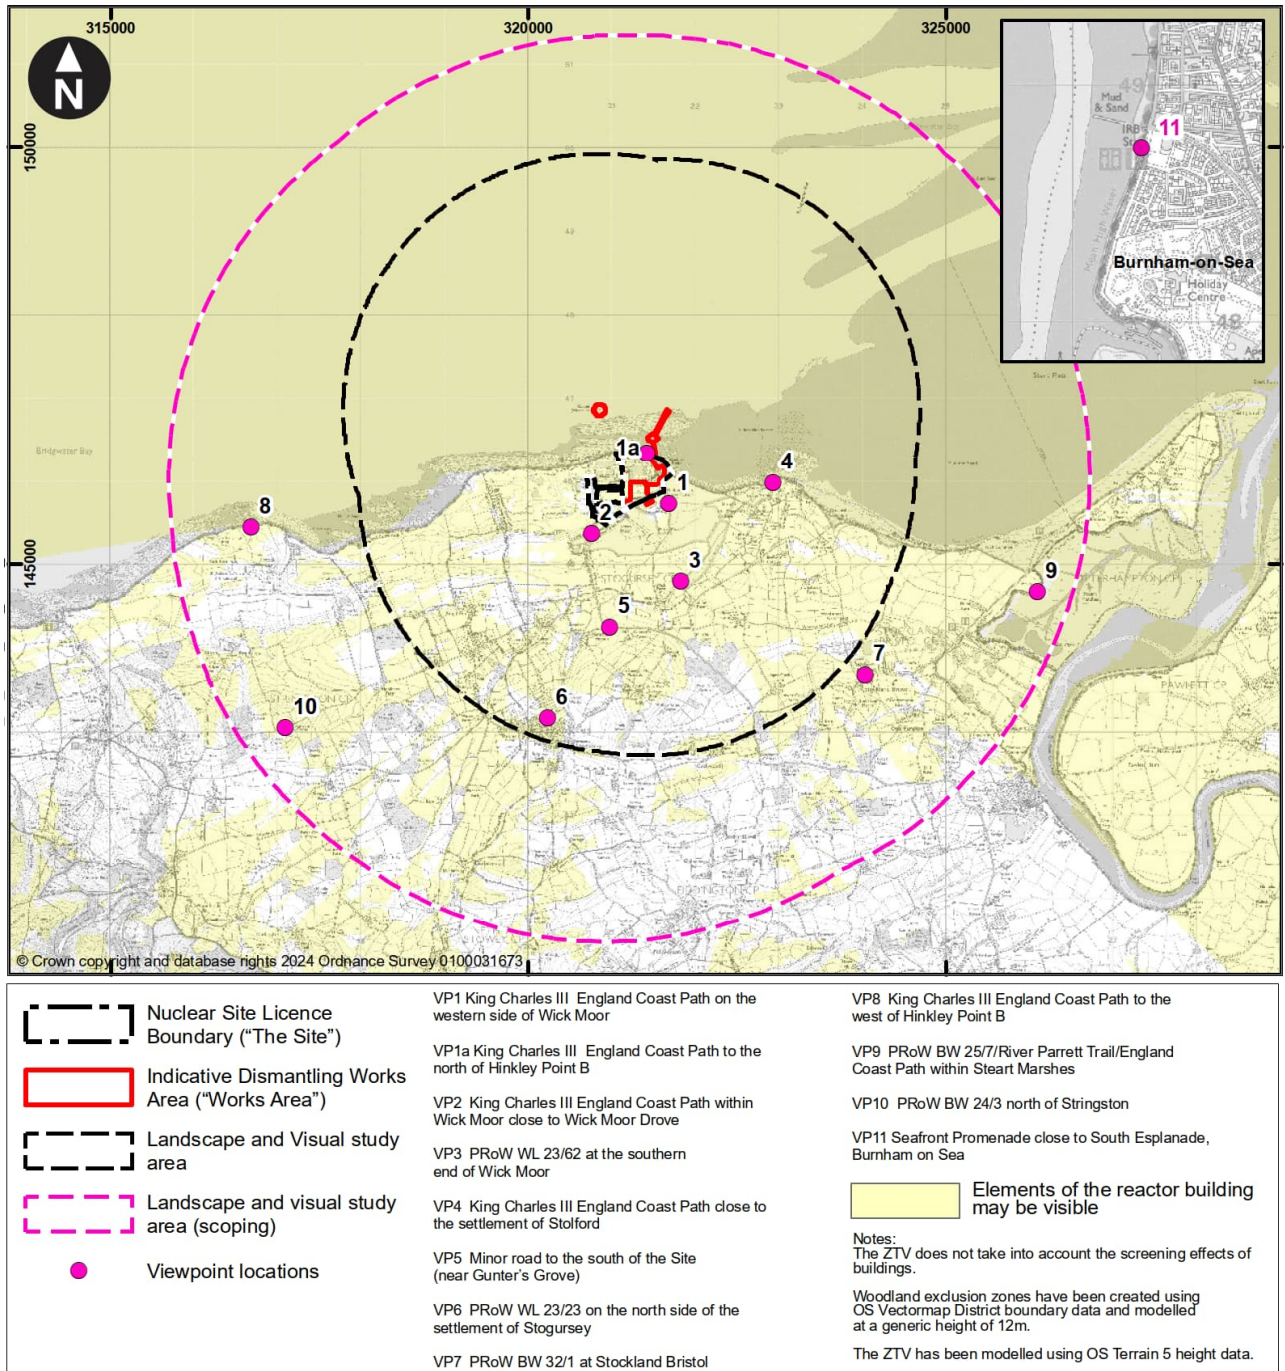 315000
320000
325000
150000
145000
N
49
Mud
& Sand
IRB
11
Burnham-on-Sea
Holiday
Centre
48
Bridgwater Bay
1a
4
1
8
2
3
9
5
7
6
10
© Crown copyright and database rights 2024 Ordnance Survey 0100031673
Nuclear Site Licence
Boundary (“The Site”)
Indicative Dismantling Works
Area (“Works Area”)
Landscape and Visual study
area
Landscape and visual study
area (scoping)
Viewpoint locations
VP1 King Charles III England Coast Path on the
western side of Wick Moor
VP1a King Charles III England Coast Path to the
north of Hinkley Point B
VP2 King Charles III England Coast Path within
Wick Moor close to Wick Moor Drove
VP3 PRoW WL 23/62 at the southern
end of Wick Moor
VP4 King Charles III England Coast Path close to
the settlement of Stolford
VP5 Minor road to the south of the Site
(near Gunter’s Grove)
VP6 PRoW WL 23/23 on the north side of the
settlement of Stogursey
VP7 PRoW BW 32/1 at Stockland Bristol
VP8 King Charles III England Coast Path to the
west of Hinkley Point B
VP9 PRoW BW 25/7/River Parrett Trail/England
Coast Path within Steart Marshes
VP10 PRoW BW 24/3 north of Stringston
VP11 Seafront Promenade close to South Esplanade,
Burnham on Sea
Elements of the reactor building
may be visible
Notes:
The ZTV does not take into account the screening effects of
buildings.
Woodland exclusion zones have been created using
OS Vectormap District boundary data and modelled
at a generic height of 12m.
The ZTV has been modelled using OS Terrain 5 height data.